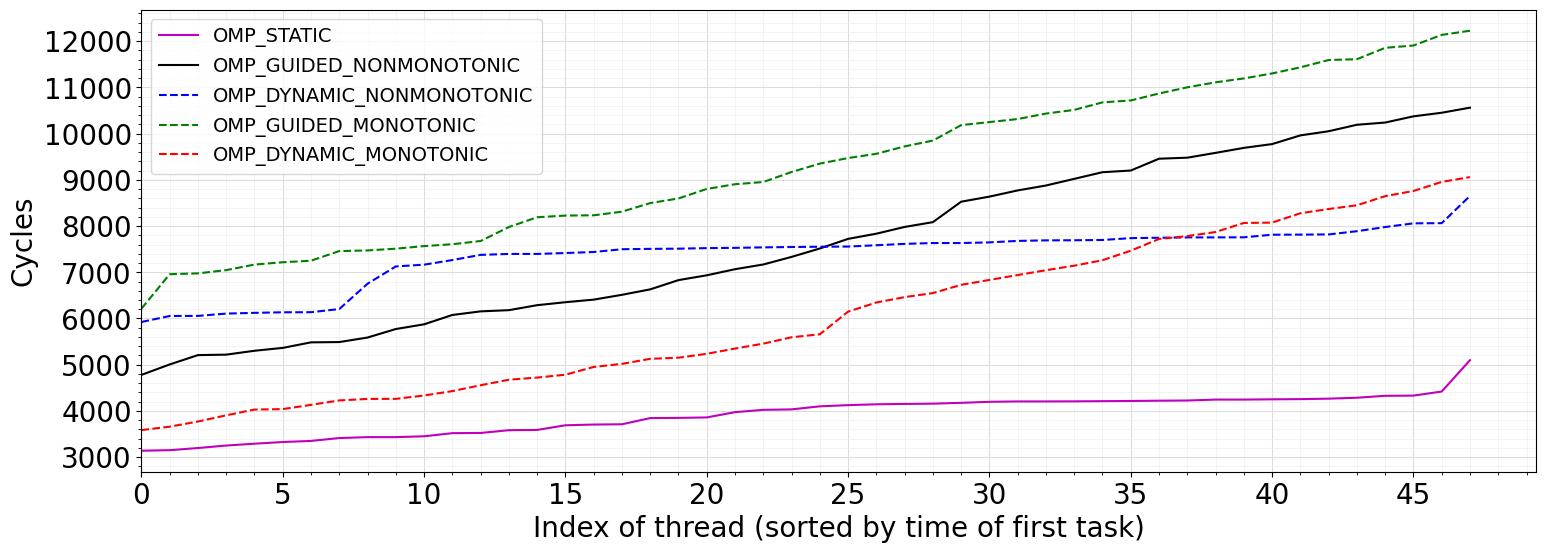 OMP_STATIC
OMP_GUIDED_NONMONOTONIC
OMP_DYNAMIC_NONMONOTONIC
OMP_GUIDED_MONOTONIC
OMP_DYNAMIC_MONOTONIC
12000
11000
10000
9000
8000
7000
6000
5000
4000
3000
Cycles
0 5 10 15 20 25 30 35 40 45
Index of thread (sorted by time of first task)